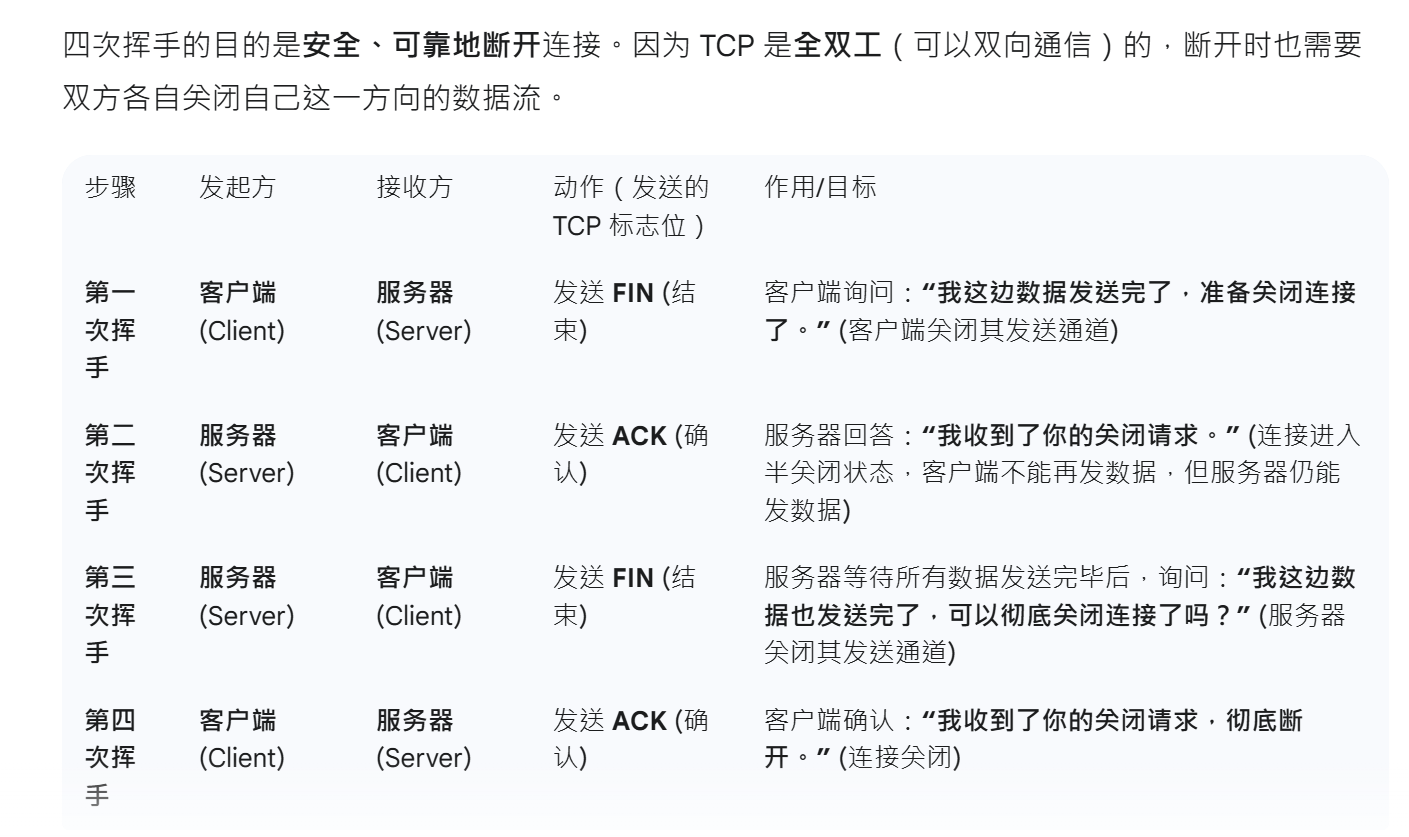 四次挥手的目的是安全、可靠地断开连接。因为 TCP 是全双工（可以双向通信）的，断开时也需要
双方各自关闭自己这一方向的数据流。
步骤 发起方 接收方 动作（发送的 作用/目标
TCP 标志位）
第一 客户端 服务器 发送 FIN (结 客户端询问：“我这边数据发送完了，准备关闭连接
次挥 (Client) (Server) 束) 了。” (客户端关闭其发送通道)
手
第二 服务器 客户端 发送 ACK (确 服务器回答：“我收到了你的关闭请求。” (连接进入
次挥 (Server) (Client) 认) 半关闭状态，客户端不能再发数据，但服务器仍能
手 发数据)
第三 服务器 客户端 发送 FIN (结 服务器等待所有数据发送完毕后，询问：“我这边数
次挥 (Server) (Client) 束) 据也发送完了，可以彻底关闭连接了吗？” (服务器
手 关闭其发送通道)
第四 客户端 服务器 发送 ACK (确 客户端确认：“我收到了你的关闭请求，彻底断
次挥 (Client) (Server) 认) 开。” (连接关闭)
手